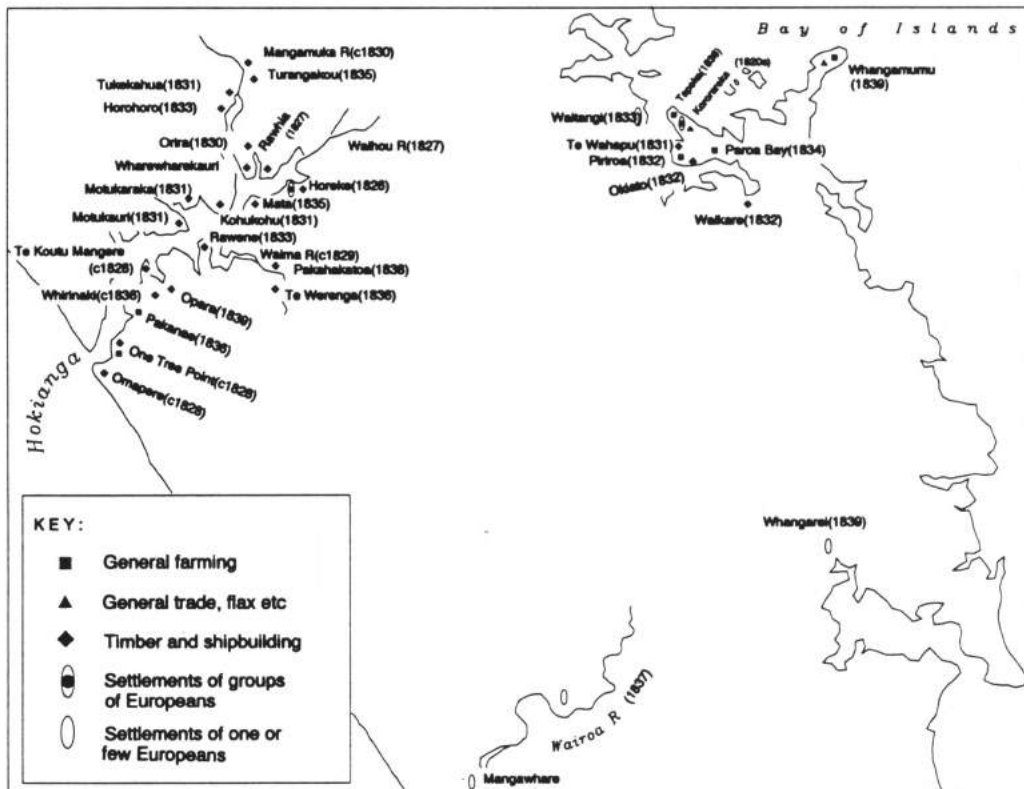 Bay of Islands
Mangamuka R(c1830)
Turangakou(1835)
Tukekahua(1831)
Horohoro(1833)
Orira(1830)
Rawhia
(1827)
Waihou R(1827)
Wharewharekauri
Motukaraka(1831)
Horeke(1826)
Mata(1835)
Motukauri(1831)
Kohukohu(1831)
Rawene(1833)
Te Koutu Mangere
(c1828)
Waima R(c1829)
Pakahakatoa(1836)
Whirinaki(c1836)
Opara(1839)
Te Werenga(1836)
Pakanae(1836)
One Tree Point(c1828)
Omapere(c1828)
Hokianga
Kororareka
(1820s)
Whangamumu
(1839)
Waitangi(1833)
Te Wahapu(1831)
Paroa Bay(1834)
Piriroa(1832)
Okiato(1832)
Waikare(1832)
Whangarei(1839)
Wairoa R (1837)
Mangawhare
KEY:
General farming
General trade, flax etc
Timber and shipbuilding
Settlements of groups
of Europeans
Settlements of one or
few Europeans